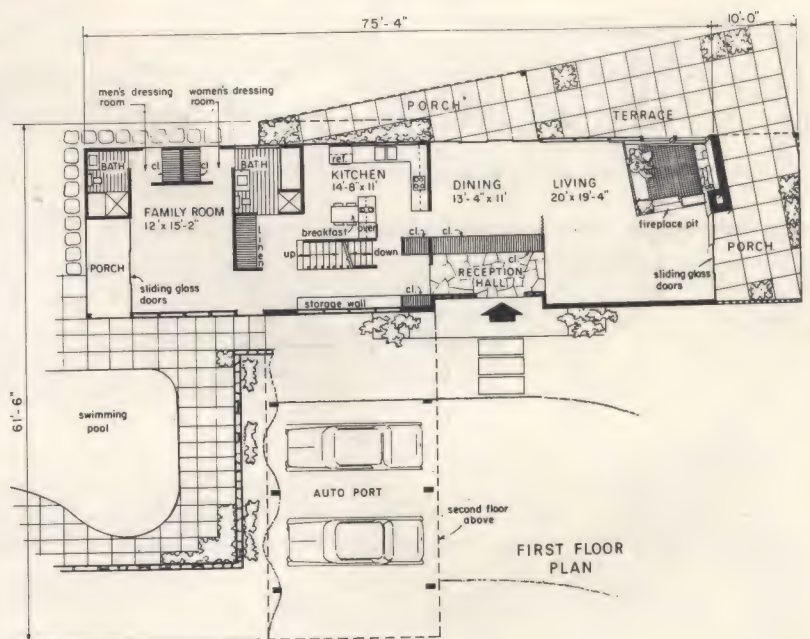 75'-4"
10'-0"
men's dressing
room
women's dressing
room
PORCH
TERRACE
BATH
cl
cl
BATH
ref.
KITCHEN
14'-8" x 11'
DINING
13'-4" x 11'
LIVING
20' x 19'-4"
FAMILY ROOM
12' x 15'-2"
linen
breakfast
oven
up
down
cl.
cl.
cl.
fireplace pit
PORCH
sliding glass
doors
RECEPTION
HALL
PORCH
sliding glass
doors
storage wall
cl.
61'-6"
swimming
pool
AUTO PORT
second floor
above
FIRST FLOOR
PLAN